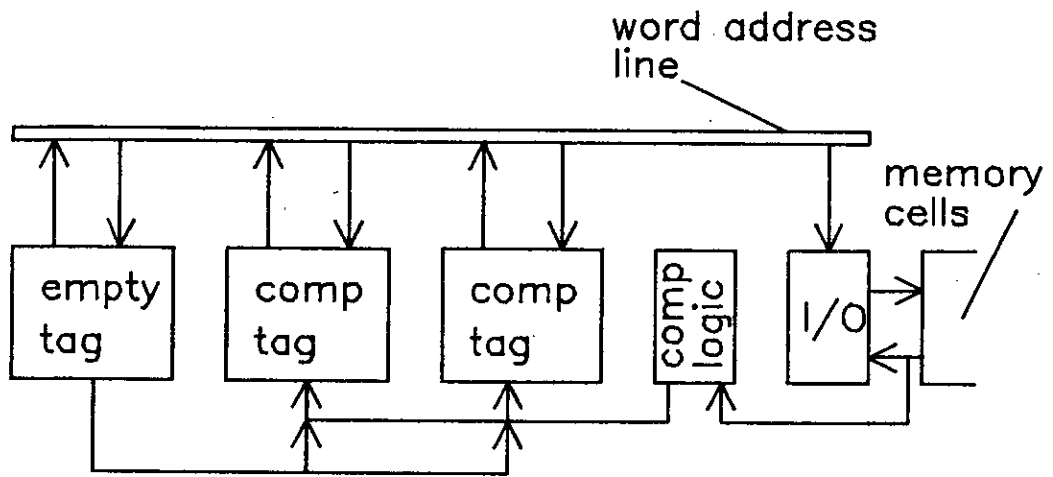 word address
line
memory
cells
empty
tag
comp
tag
comp
tag
comp
logic
I/O